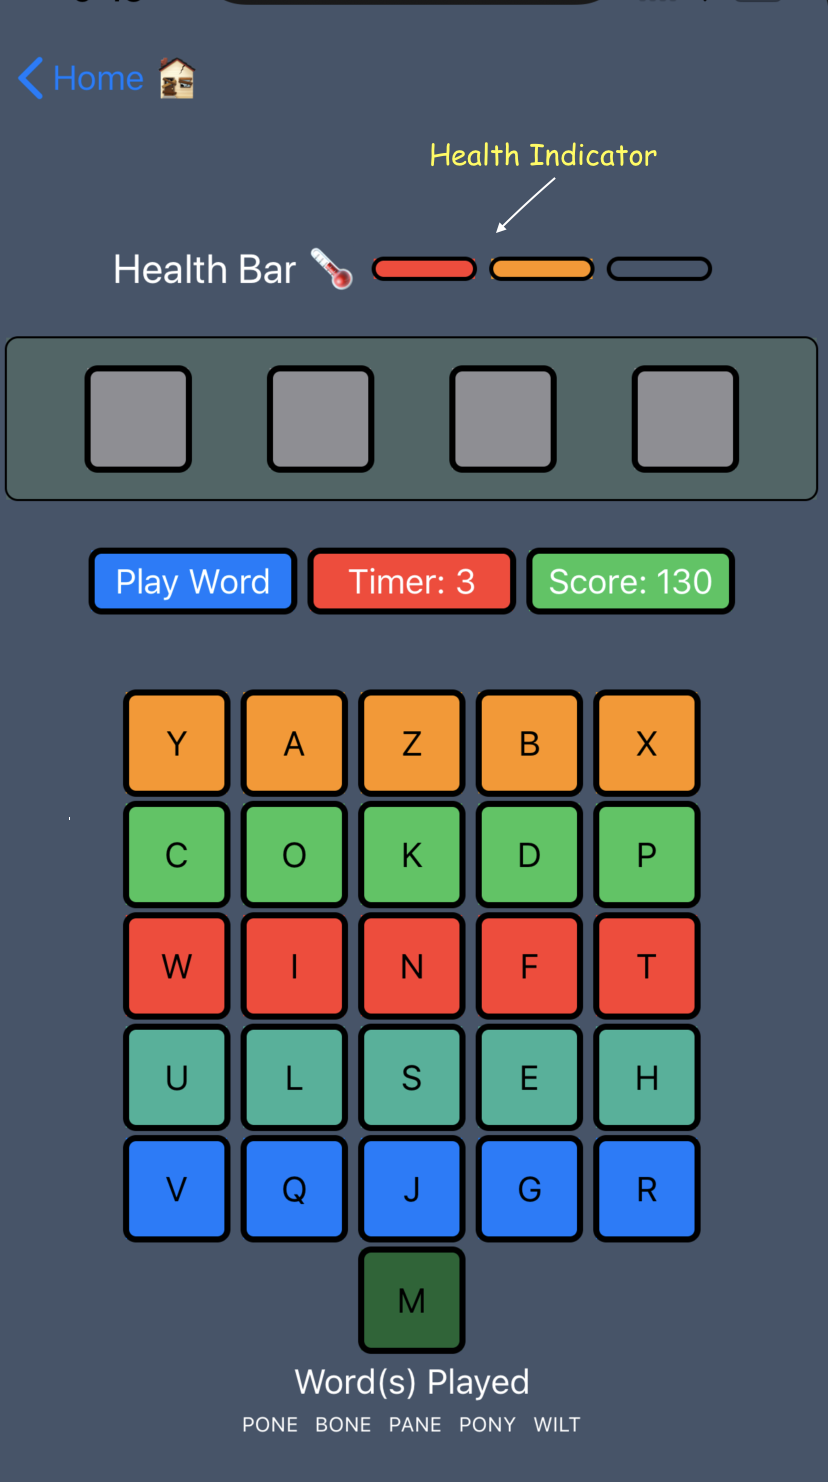 Home
Health Indicator
Health Bar
Play Word Timer: 3 Score: 130
Y A Z B X
C O K D P
W I N F T
U L S E H
V Q J G R
M
Word(s) Played
PONE BONE PANE PONY WILT